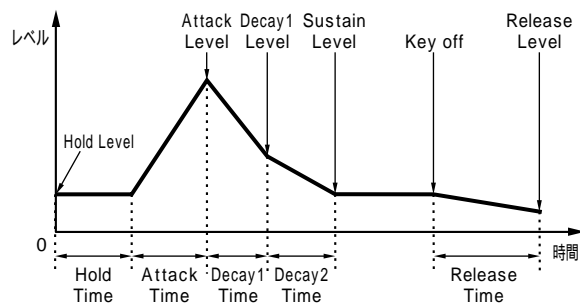 Attack Decay1 Sustain
Release
レベル
Level Level Level
Key off
Level
Hold Level
0
時間
Hold Attack Decay1 Decay2
Release
Time Time Time Time
Time